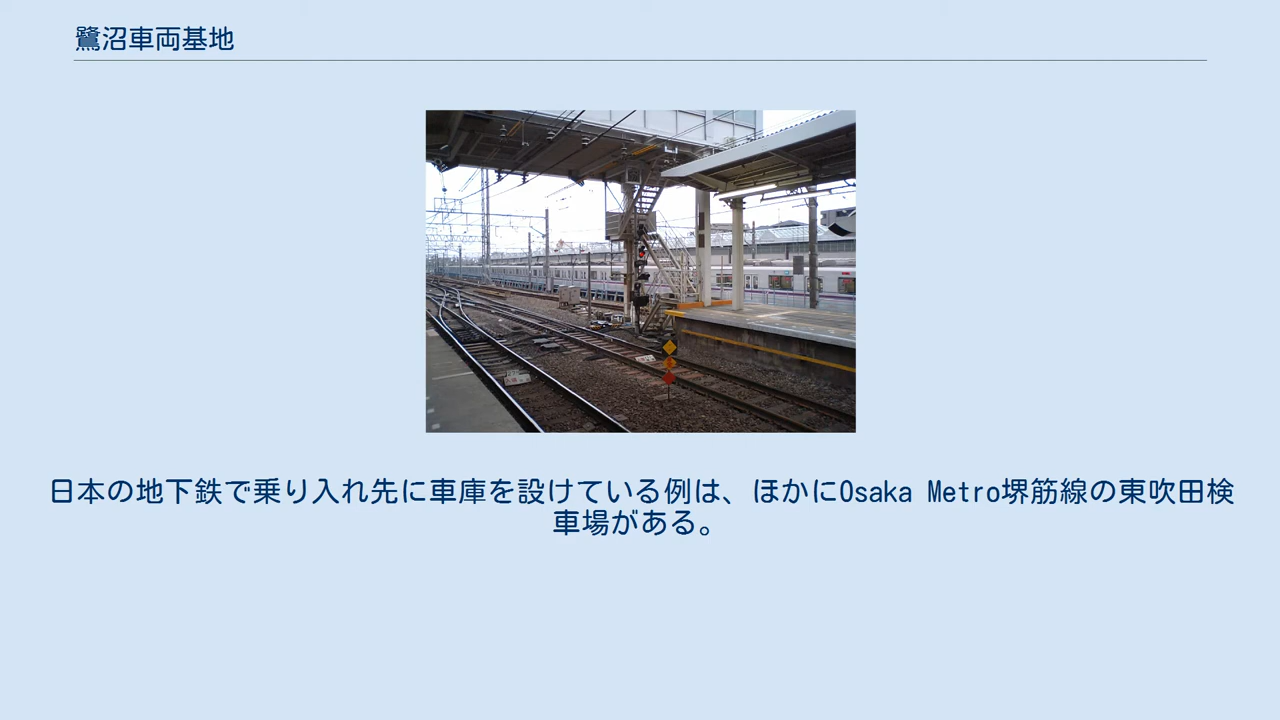 鷺沼車両基地
日本の地下鉄で乗り入れ先に車庫を設けている例は、ほかにOsaka Metro堺筋線の東吹田検
車場がある。